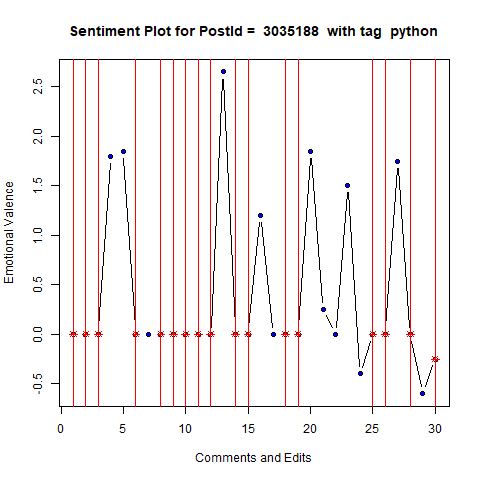 Sentiment Plot for PostId =  3035188  with tag  python
Emotional Valence
2.5
2.0
1.5
1.0
0.5
0.0
-0.5
0 5 10 15 20 25 30
Comments and Edits